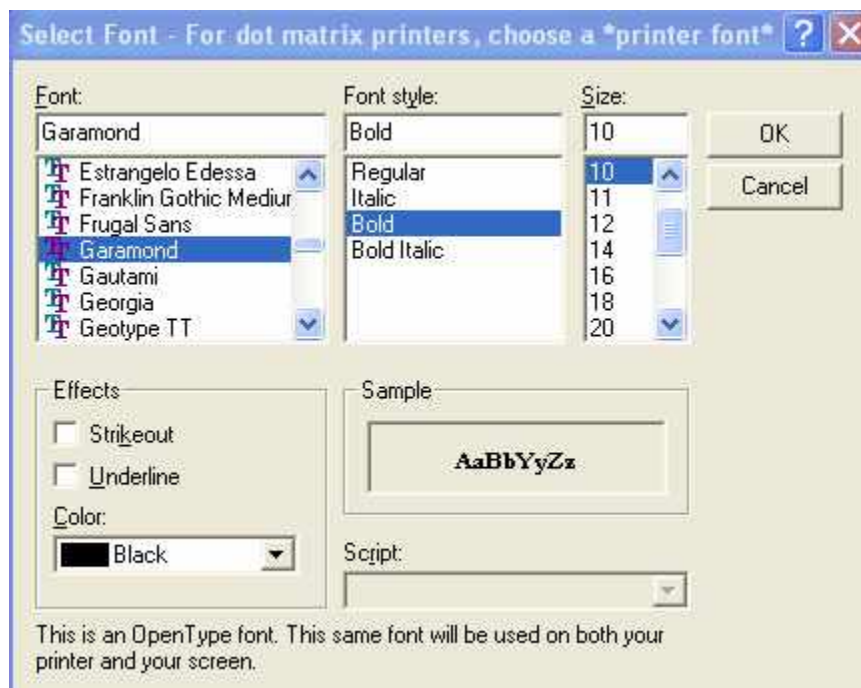 Select Font - For dot matrix printers, choose a *printer font*
Font:
Garamond
Estrangelo Edessa
Franklin Gothic Mediur
Frugal Sans
Garamond
Gautami
Georgia
Geotype TT
Font style:
Bold
Regular
Italic
Bold
Bold Italic
Size:
10
10
11
12
14
16
18
20
OK
Cancel
Effects
Strikeout
Underline
Color:
Black
Sample
AaBbYyZz
Script:
This is an OpenType font. This same font will be used on both your
printer and your screen.